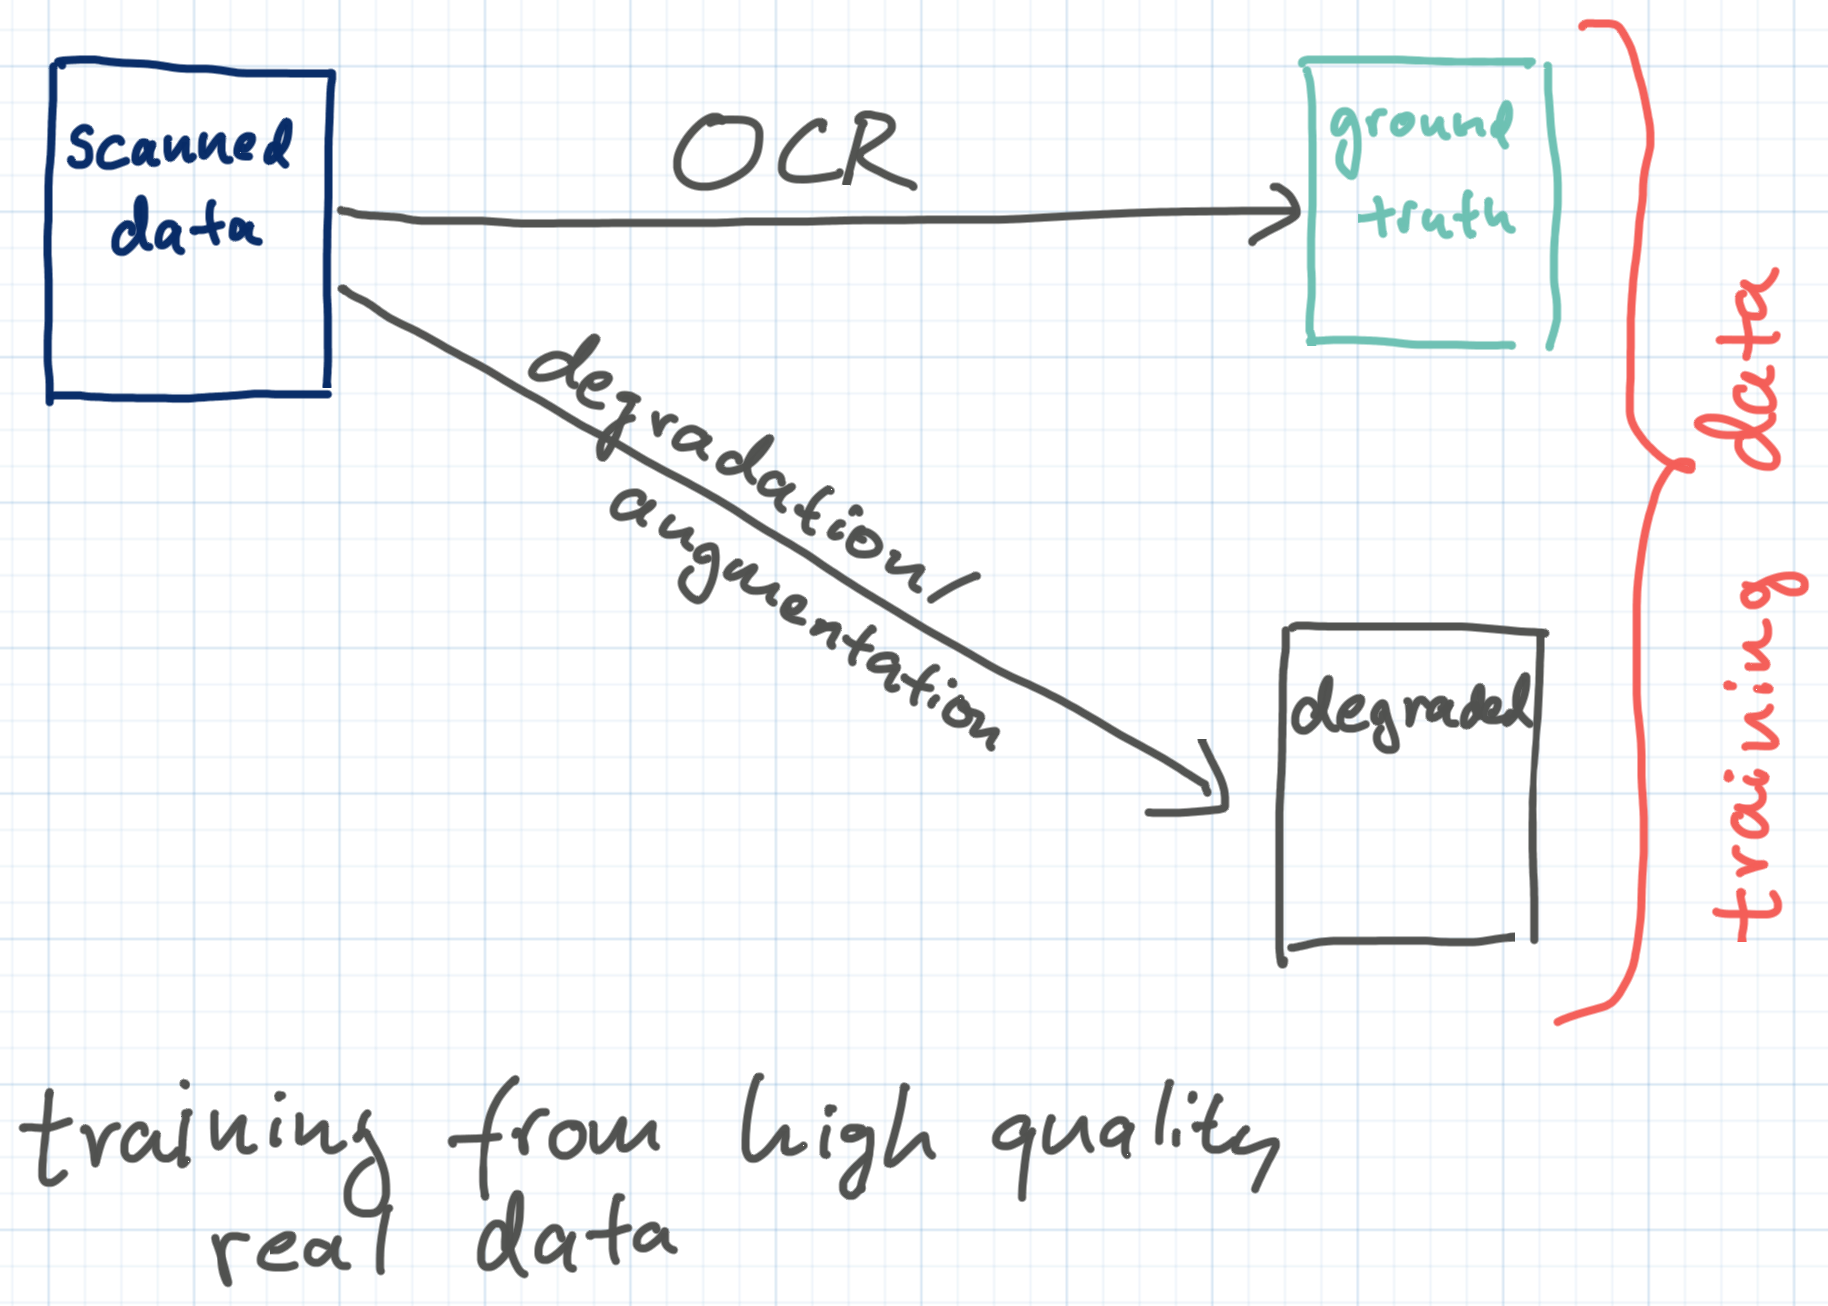 scanned
data
OCR
ground
truth
degradation/
augmentation
degraded
training data
training from high quality
real data